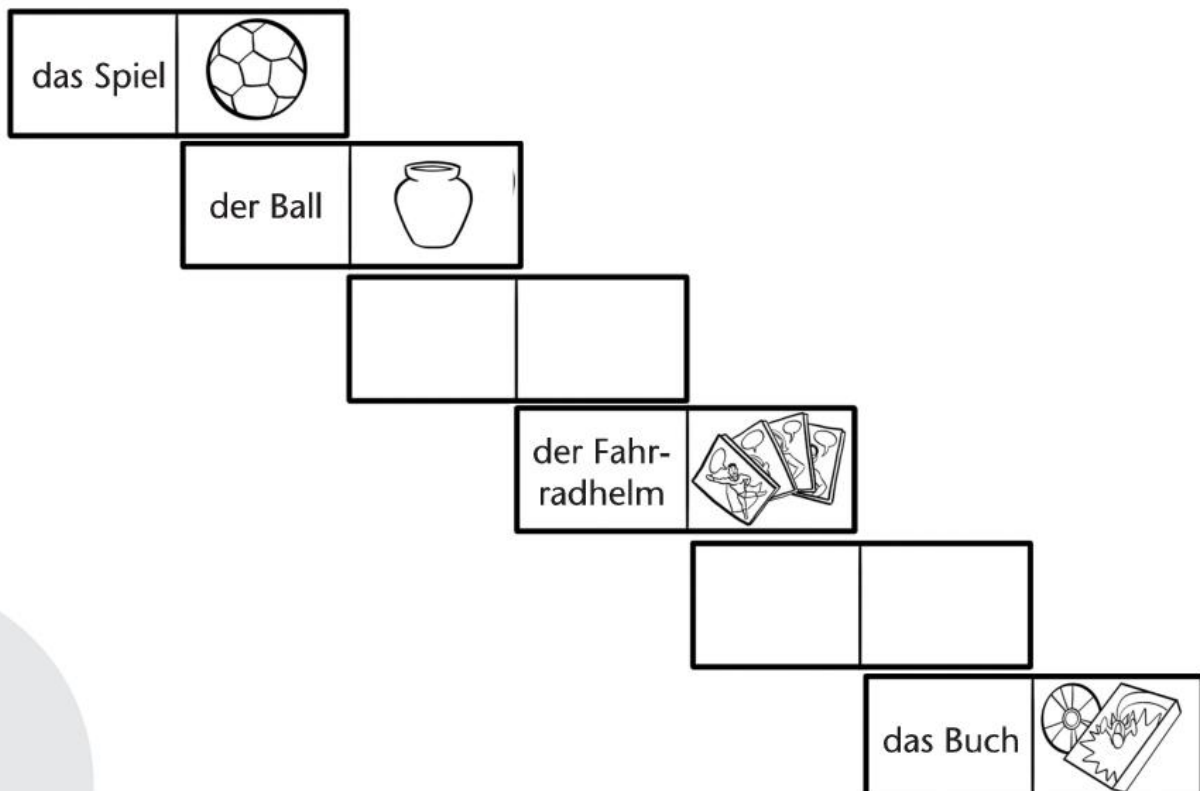 das Spiel
der Ball
der Fahr-
radhelm
das Buch